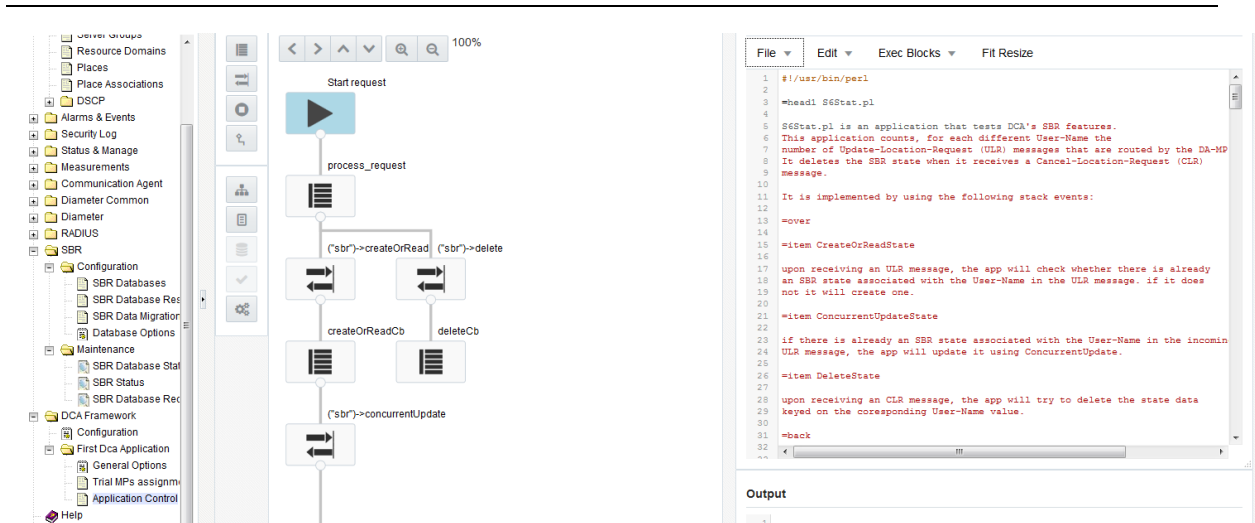 Server Groups
Resource Domains
Places
Place Associations
DSCP
Alarms & Events
Security Log
Status & Manage
Measurements
Communication Agent
Diameter Common
Diameter
RADIUS
SBR
Configuration
SBR Databases
SBR Database Res
SBR Data Migration
Database Options
Maintenance
SBR Database Stat
SBR Status
SBR Database Rec
DCA Framework
Configuration
First Dca Application
General Options
Trial MPs assignm
Application Control
Help
100%
Start request
process_request
("sbr")->createOrRead ("sbr")->delete
createOrReadCb deleteCb
("sbr")->concurrentUpdate
File Edit Exec Blocks Fit Resize
1 #!/usr/bin/perl
2
3 =head1 S6Stat.pl
4
5 S6Stat.pl is an application that tests DCA's SBR features.
6 This application counts, for each different User-Name the
7 number of Update-Location-Request (ULR) messages that are routed by the DA-MP
8 It deletes the SBR state when it receives a Cancel-Location-Request (CLR)
9 message.
10
11 It is implemented by using the following stack events:
12
13 =over
14
15 =item CreateOrReadState
16
17 upon receiving an ULR message, the app will check whether there is already
18 an SBR state associated with the User-Name in the ULR message. if it does
19 not it will create one.
20
21 =item ConcurrentUpdateState
22
23 if there is already an SBR state associated with the User-Name in the incomin
24 ULR message, the app will update it using ConcurrentUpdate.
25
26 =item DeleteState
27
28 upon receiving an CLR message, the app will try to delete the state data
29 keyed on the coresponding User-Name value.
30
31 =back
32
Output